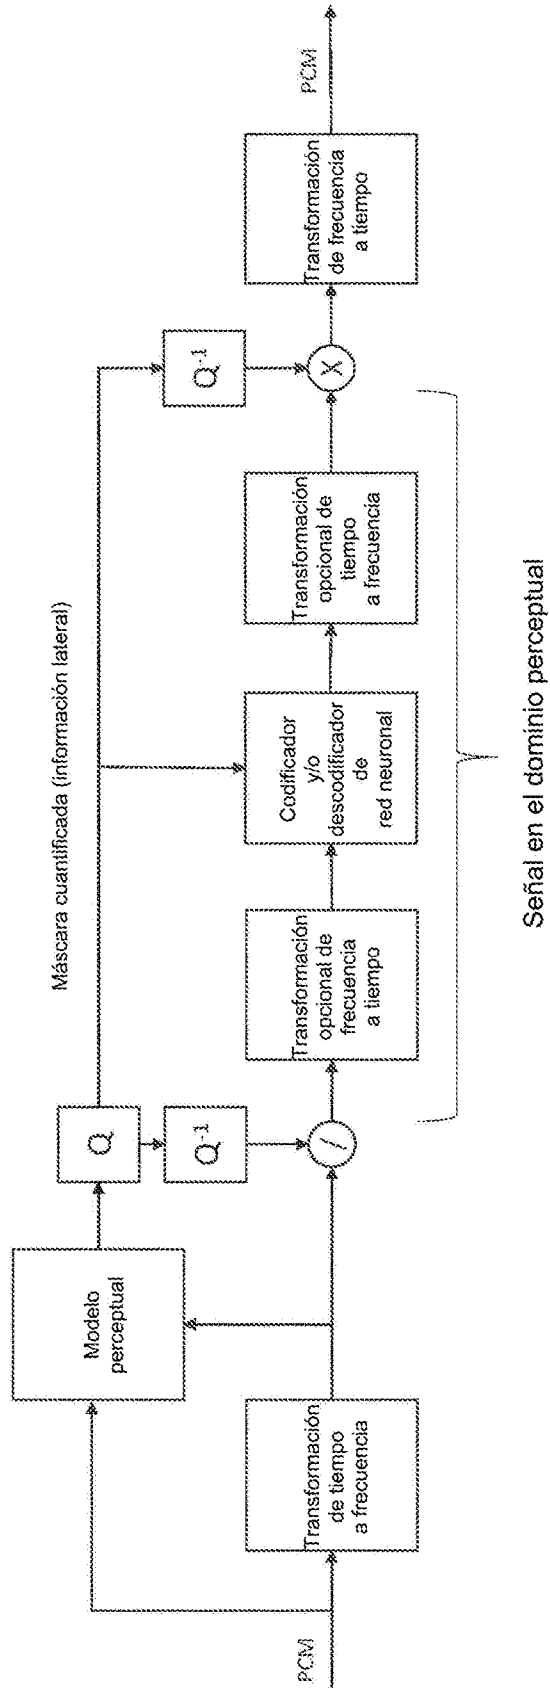 PCM
Transformación
de tiempo
a frecuencia
Modelo
perceptual
Q
Q-1
/
Máscara cuantificada (información lateral)
Transformación
opcional de
frecuencia
a tiempo
Codificador
y/o
descodificador
de
red neuronal
Transformación
opcional de
tiempo
a frecuencia
Q-1
X
Transformación
de frecuencia
a tiempo
PCM
Señal en el dominio perceptual